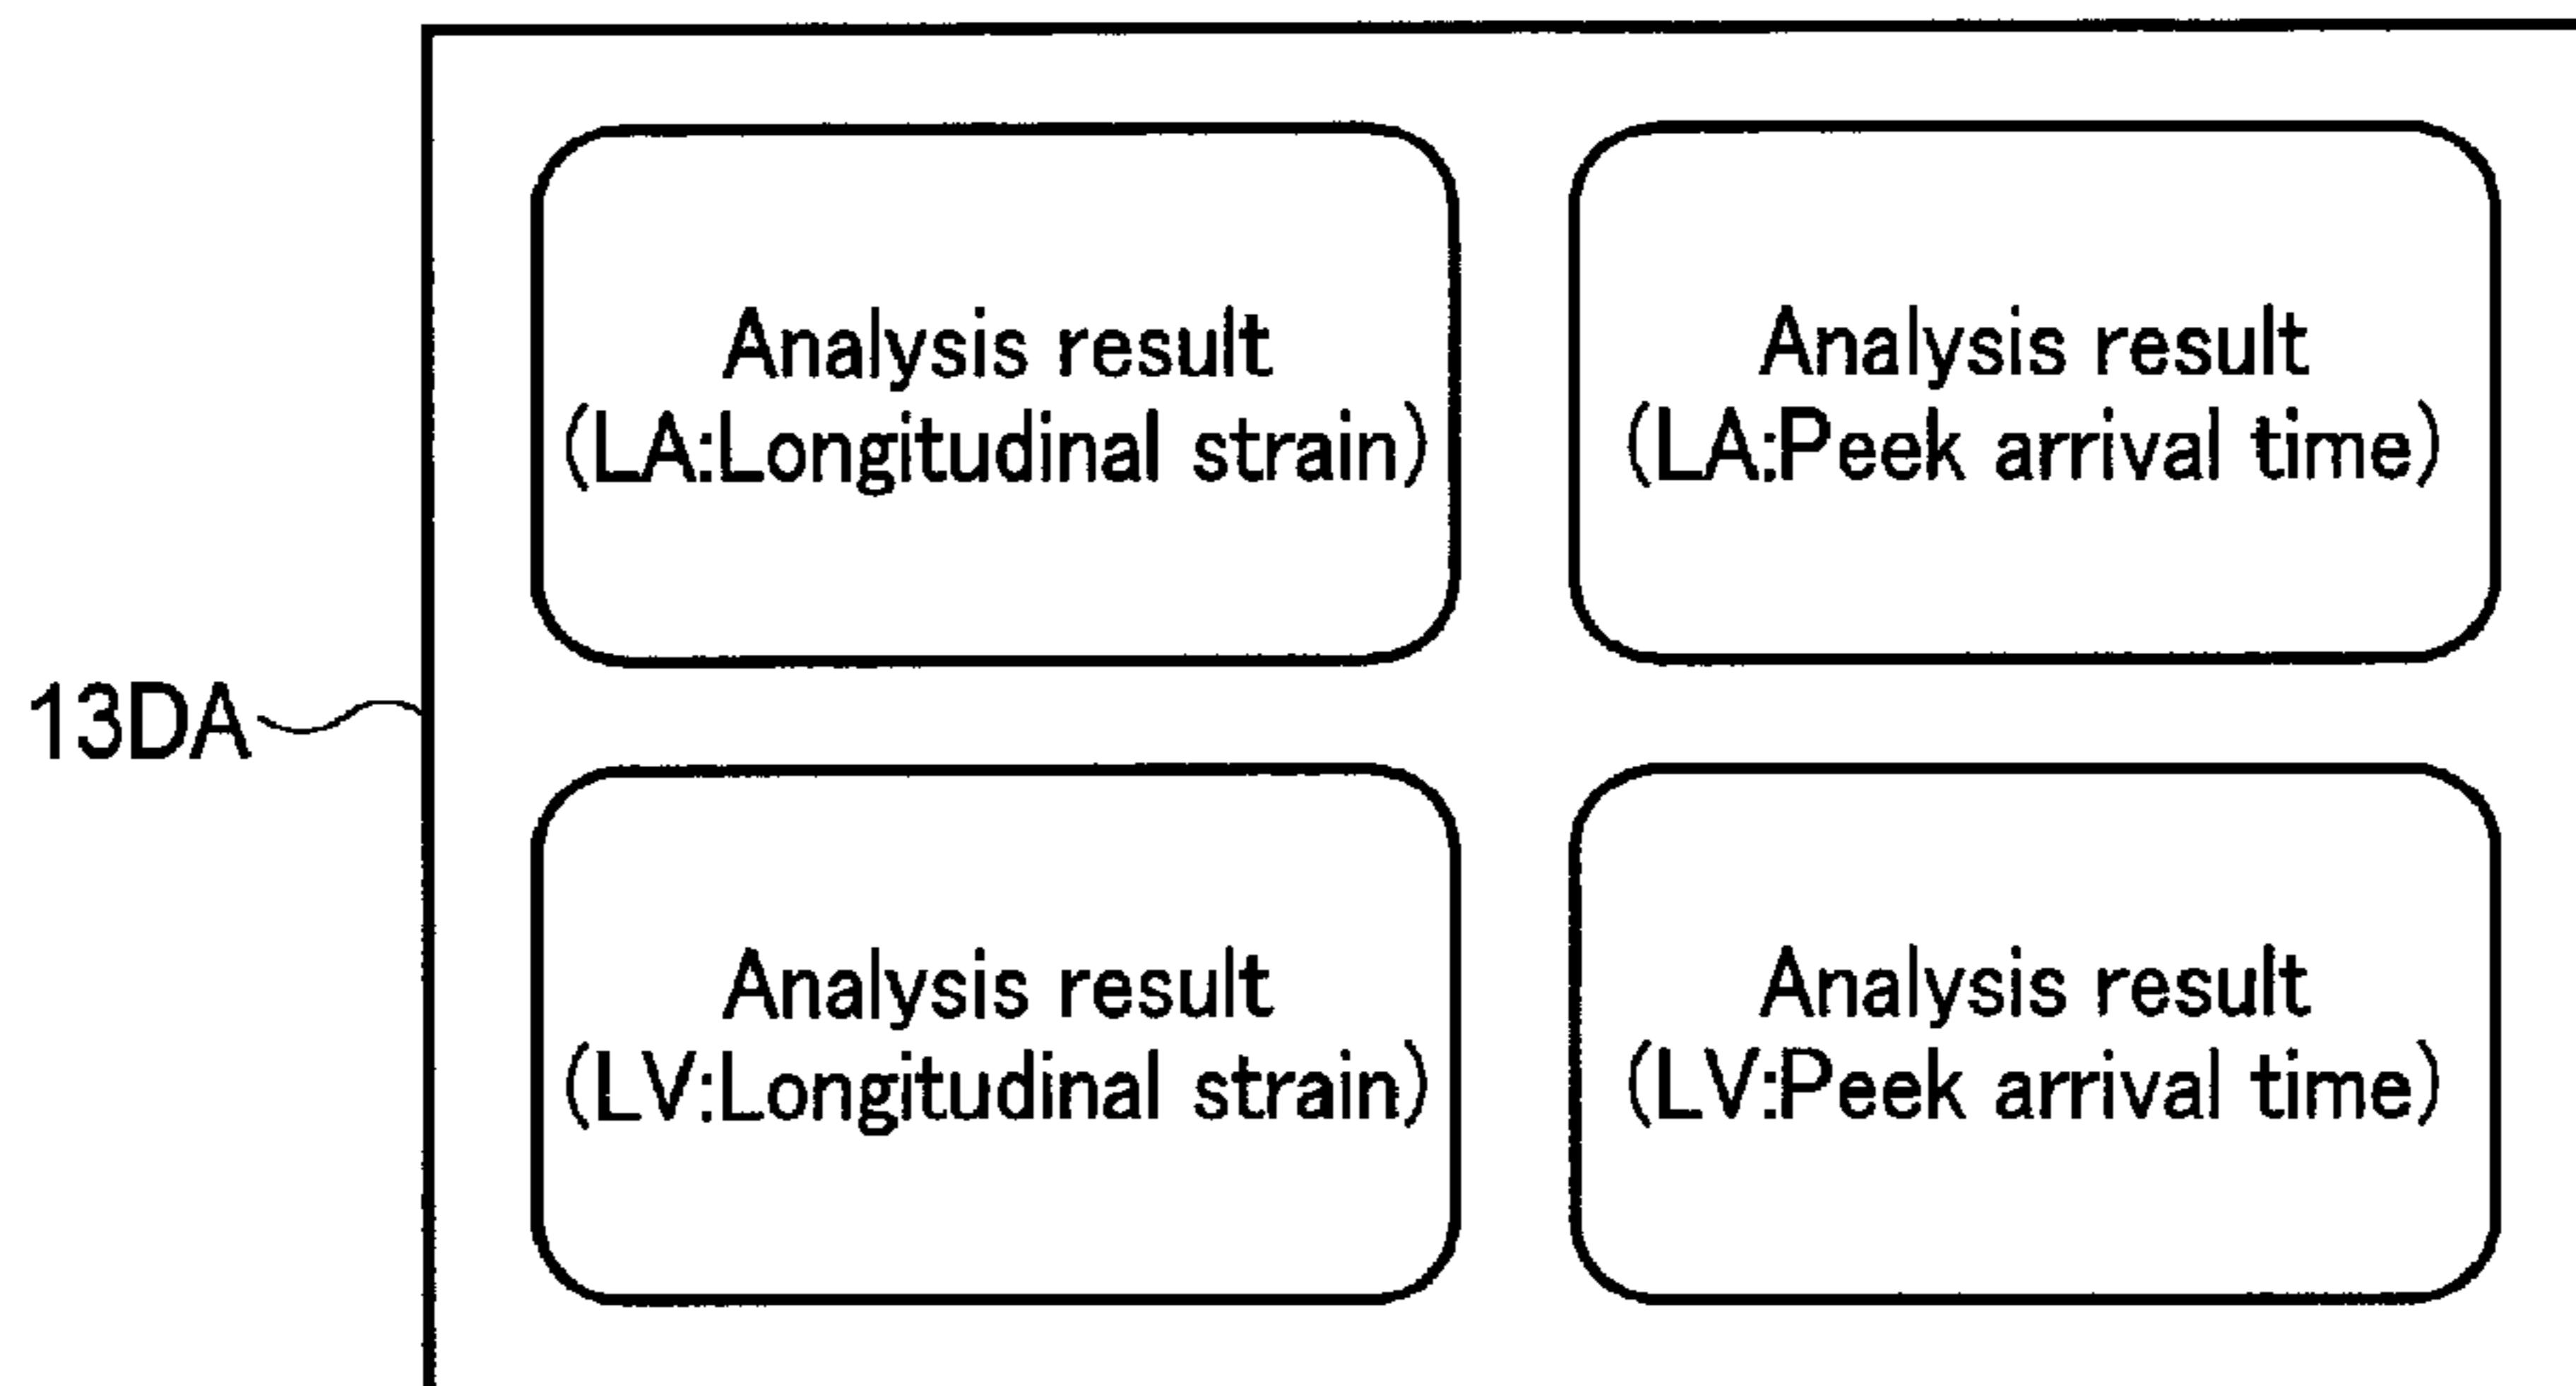 Analysis result
(LA:Longitudinal strain)
Analysis result
(LA:Peek arrival time)
13DA
Analysis result
(LV:Longitudinal strain)
Analysis result
(LV:Peek arrival time)